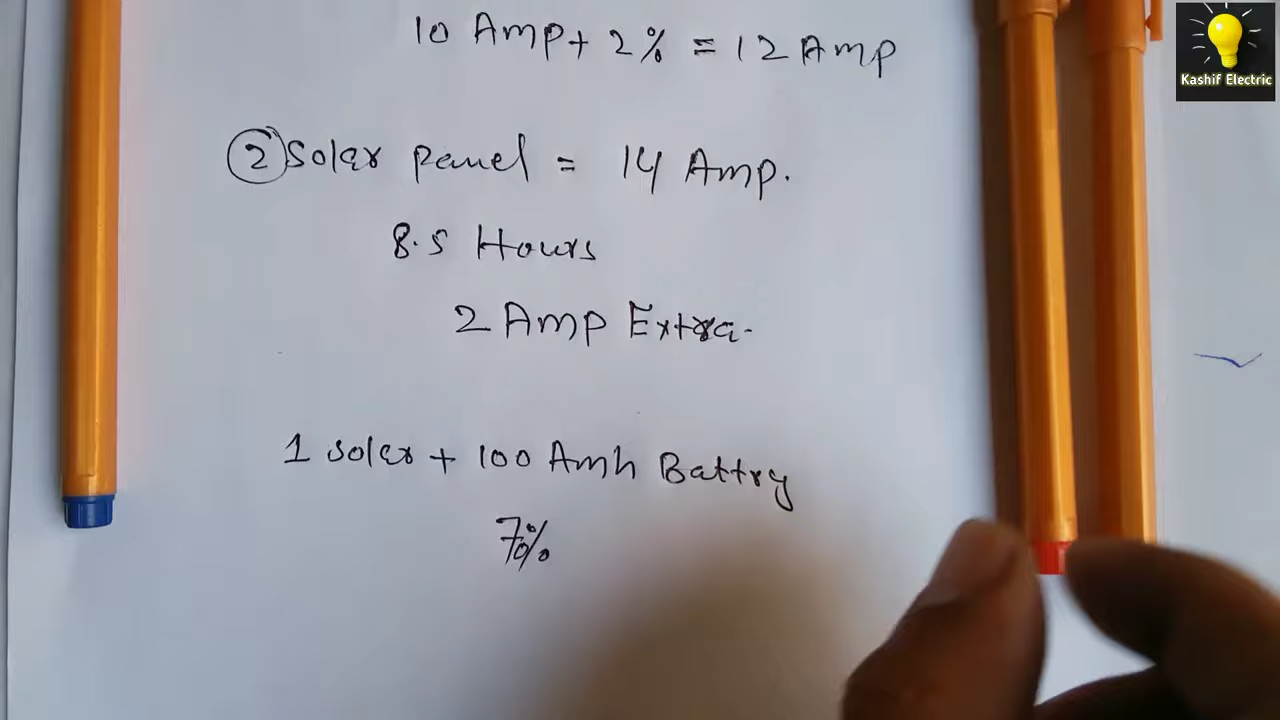 10 Amp + 2% = 12 Amp
2 Solar panel = 14 Amp.
8.5 Hours
2 Amp Extra.
1 Solar + 100 Amh Battry
7%
Kashif Electric